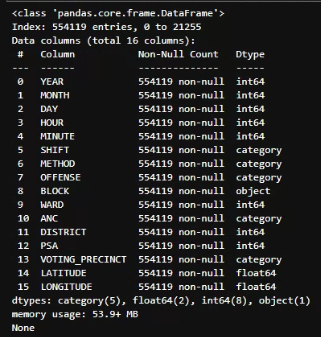 <class 'pandas.core.frame.DataFrame'>
Index: 554119 entries, 0 to 21255
Data columns (total 16 columns):
 #   Column           Non-Null Count   Dtype
---  ------           --------------   -----
 0   YEAR             554119 non-null  int64
 1   MONTH            554119 non-null  int64
 2   DAY              554119 non-null  int64
 3   HOUR             554119 non-null  int64
 4   MINUTE           554119 non-null  int64
 5   SHIFT            554119 non-null  category
 6   METHOD           554119 non-null  category
 7   OFFENSE          554119 non-null  category
 8   BLOCK            554119 non-null  object
 9   WARD             554119 non-null  int64
 10  ANC              554119 non-null  category
 11  DISTRICT         554119 non-null  int64
 12  PSA              554119 non-null  int64
 13  VOTING_PRECINCT  554119 non-null  category
 14  LATITUDE         554119 non-null  float64
 15  LONGITUDE        554119 non-null  float64
dtypes: category(5), float64(2), int64(8), object(1)
memory usage: 53.9+ MB
None